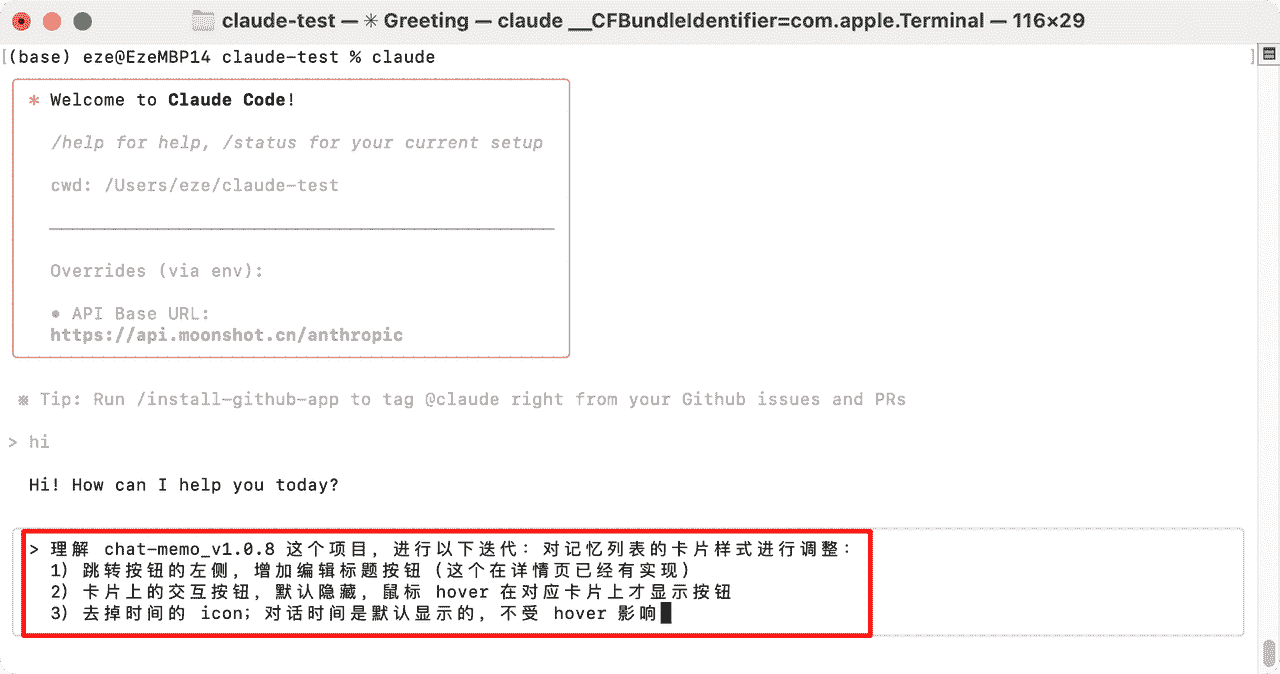 claude-test — ✳ Greeting — claude __CFBundleIdentifier=com.apple.Terminal — 116×29
(base) eze@EzeMBP14 claude-test % claude
* Welcome to Claude Code!
/help for help, /status for your current setup
cwd: /Users/eze/claude-test
Overrides (via env):
• API Base URL:
https://api.moonshot.cn/anthropic
※ Tip: Run /install-github-app to tag @claude right from your Github issues and PRs
> hi
Hi! How can I help you today?
> 理解 chat-memo_v1.0.8 这个项目，进行以下迭代：对记忆列表的卡片样式进行调整：
1）跳转按钮的左侧，增加编辑标题按钮（这个在详情页已经有实现）
2）卡片上的交互按钮，默认隐藏，鼠标 hover 在对应卡片上才显示按钮
3）去掉时间的 icon；对话时间是默认显示的，不受 hover 影响